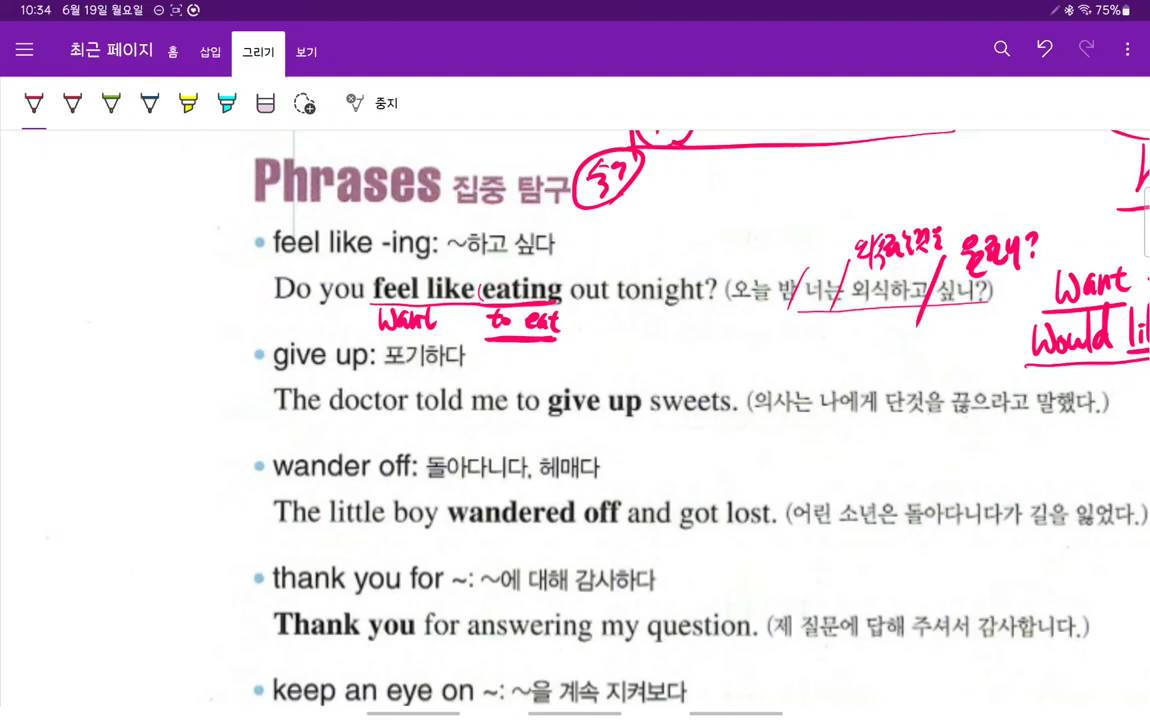 10:34 6월 19일 월요일 75%
최근 페이지 홈 삽입 그리기 보기
중지
Phrases 집중 탐구 숙어
• feel like -ing: ~하고 싶다
외식하는것을 원래?
Do you feel like (eating out tonight? (오늘 밤/ 너는/ 외식하고/ 싶니?)
want to eat
Want
Would li
• give up: 포기하다
The doctor told me to give up sweets. (의사는 나에게 단것을 끊으라고 말했다.)
• wander off: 돌아다니다, 헤매다
The little boy wandered off and got lost. (어린 소년은 돌아다니다가 길을 잃었다.)
• thank you for ~: ~에 대해 감사하다
Thank you for answering my question. (제 질문에 답해 주셔서 감사합니다.)
• keep an eye on ~: ~을 계속 지켜보다